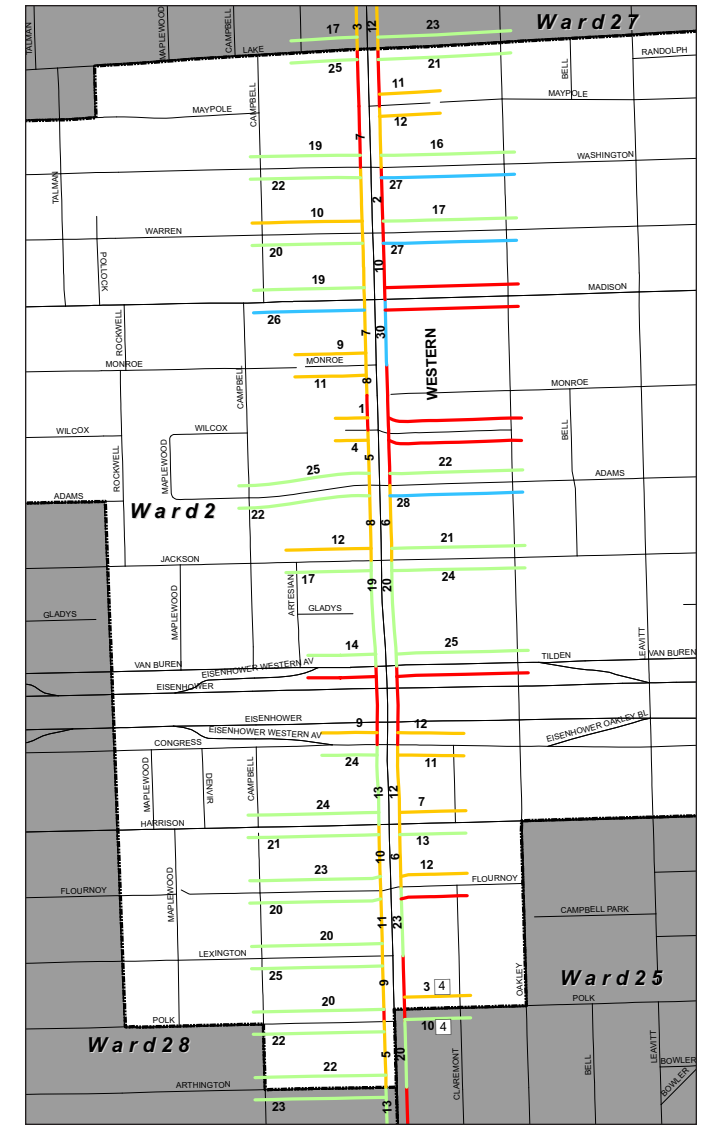 17
3
12
23
Ward27
TALMAN
MAPLEWOOD
CAMPBELL
LAKE
25
21
RANDOLPH
BELL
11
MAYPOLE
MAYPOLE
CAMPBELL
12
7
19
16
WASHINGTON
TALMAN
22
27
2
10
17
WARREN
20
27
POLLOCK
10
19
MADISON
26
ROCKWELL
7
30
WESTERN
9
MONROE
MONROE
11
8
MONROE
CAMPBELL
1
WILCOX
WILCOX
BELL
4
5
ROCKWELL
MAPLEWOOD
25
22
ADAMS
ADAMS
Ward2
22
28
8
6
12
21
JACKSON
17
19
20
24
MAPLEWOOD
ARTESIAN
GLADYS
GLADYS
LEAVITT
14
25
VAN BUREN
EISENHOWER WESTERN AV
TILDEN
VAN BUREN
EISENHOWER
EISENHOWER
9
12
EISENHOWER WESTERN AV
EISENHOWER OAKLEY BL
CONGRESS
24
11
MAPLEWOOD
DENVIR
CAMPBELL
13
12
24
7
HARRISON
21
13
10
6
23
12
MAPLEWOOD
FLOURNOY
FLOURNOY
20
11
23
CAMPBELL PARK
20
LEXINGTON
25
9
OAKLEY
Ward25
20
3
4
POLK
POLK
10
4
Ward28
22
5
20
CLAREMONT
BELL
LEAVITT
BOWLER
BOWLER
22
ARTHINGTON
23
13